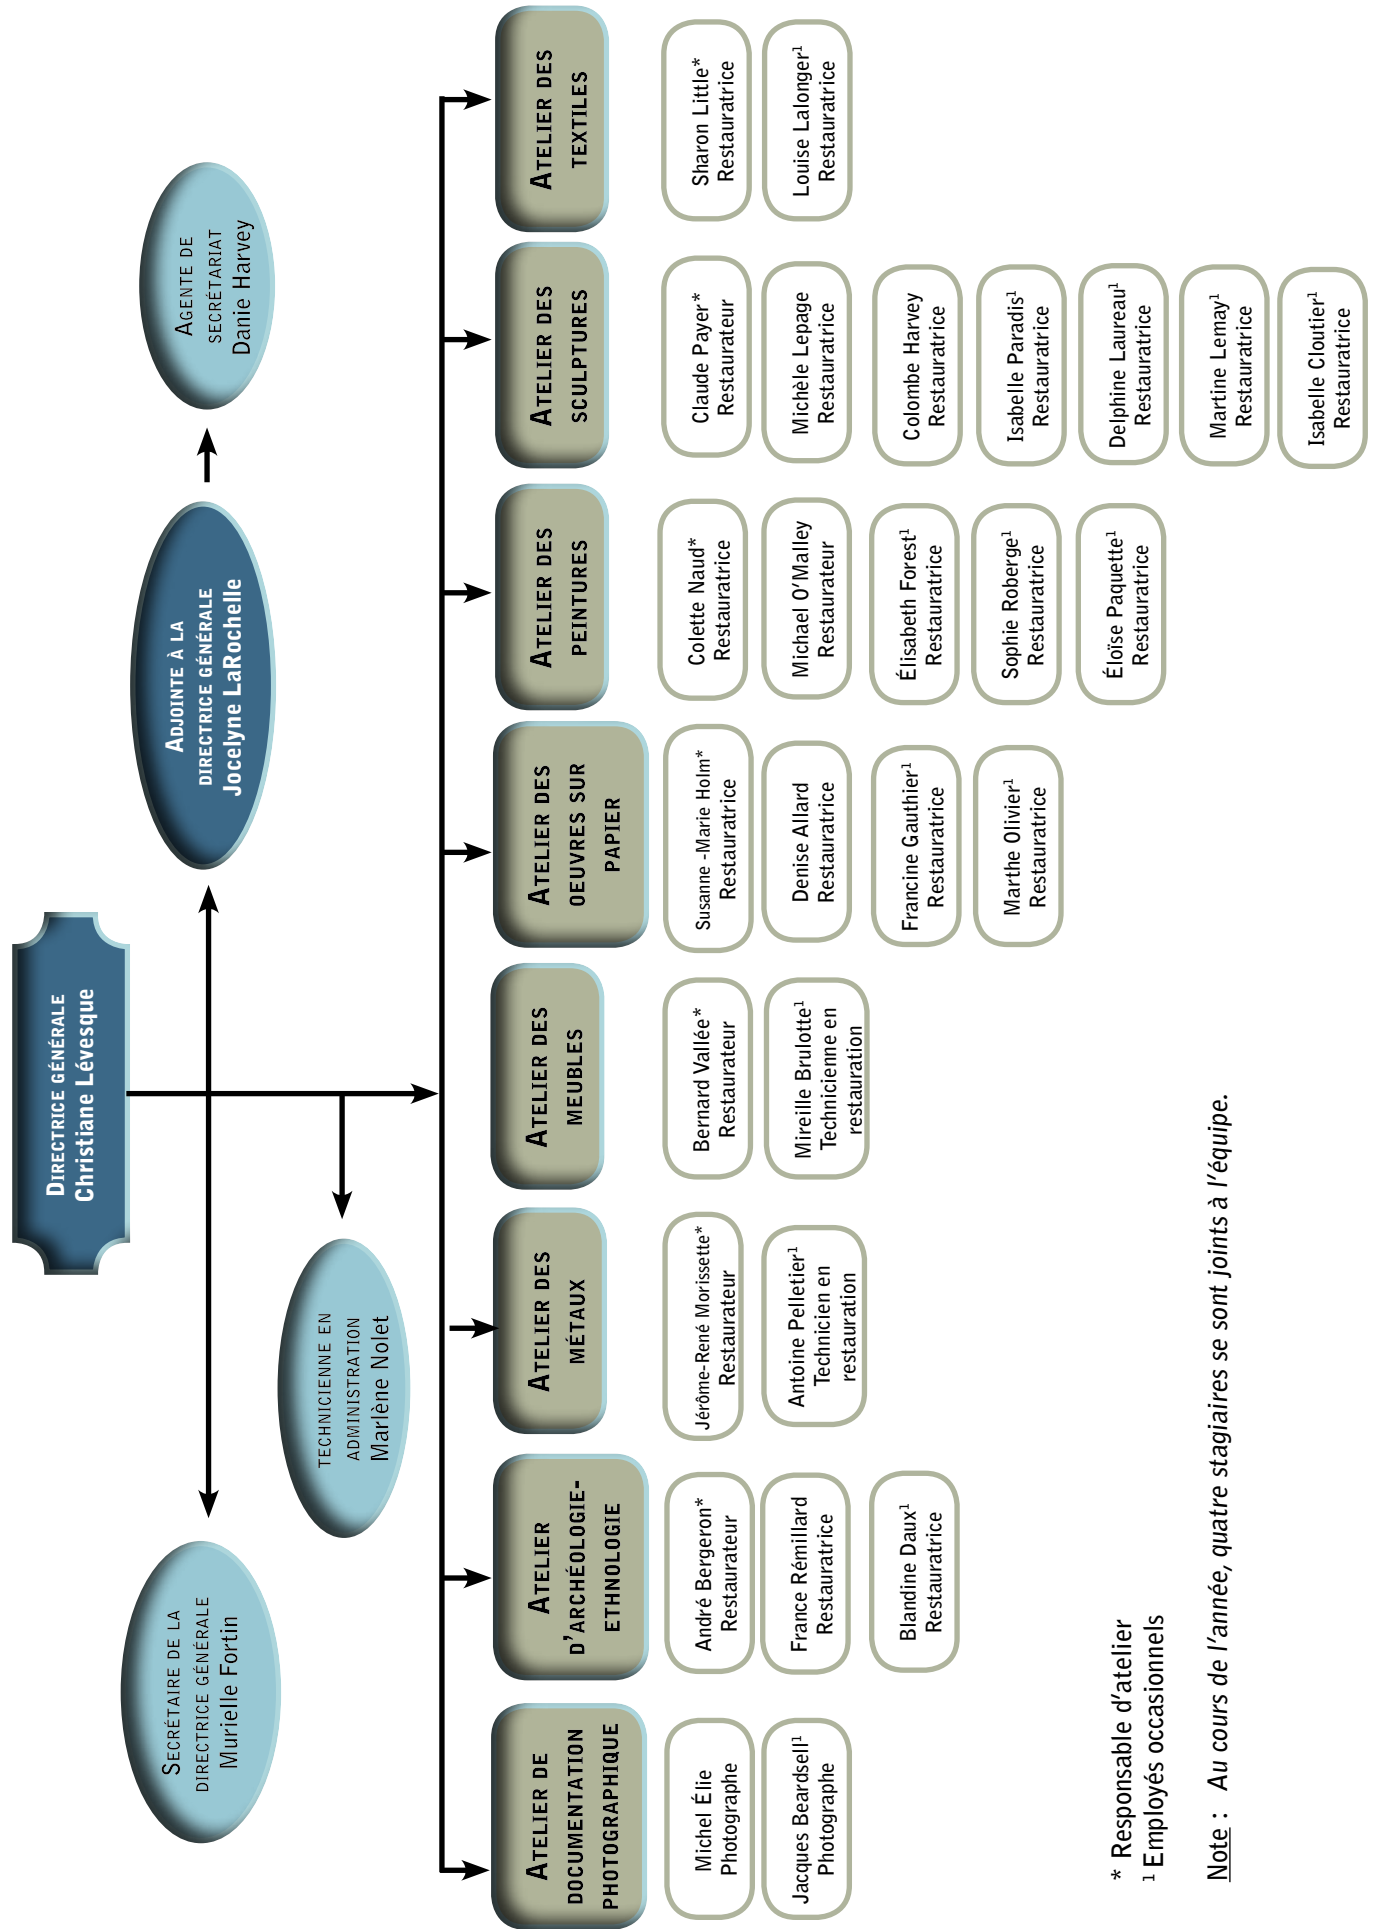 DIRECTRICE GÉNÉRALE
Christiane Lévesque
SECRÉTAIRE DE LA
DIRECTRICE GÉNÉRALE
Murielle Fortin
ADJOINTE À LA
DIRECTRICE GÉNÉRALE
Jocelyne LaRochelle
AGENTE DE
SECRÉTARIAT
Danie Harvey
TECHNICIENNE EN
ADMINISTRATION
Marlène Nolet
ATELIER DE
DOCUMENTATION
PHOTOGRAPHIQUE
Michel Élie
Photographe
Jacques Beardsell¹
Photographe
ATELIER
D'ARCHÉOLOGIE-
ETHNOLOGIE
André Bergeron*
Restaurateur
France Rémillard
Restauratrice
Blandine Daux¹
Restauratrice
ATELIER DES
MÉTAUX
Jérôme-René Morissette*
Restaurateur
Antoine Pelletier¹
Technicien en
restauration
ATELIER DES
MEUBLES
Bernard Vallée*
Restaurateur
Mireille Brulotte¹
Technicienne en
restauration
ATELIER DES
OEUVRES SUR
PAPIER
Susanne -Marie Holm*
Restauratrice
Denise Allard
Restauratrice
Francine Gauthier¹
Restauratrice
Marthe Olivier¹
Restauratrice
ATELIER DES
PEINTURES
Colette Naud*
Restauratrice
Michael O'Malley
Restaurateur
Élisabeth Forest¹
Restauratrice
Sophie Roberge¹
Restauratrice
Éloïse Paquette¹
Restauratrice
ATELIER DES
SCULPTURES
Claude Payer*
Restaurateur
Michèle Lepage
Restauratrice
Colombe Harvey
Restauratrice
Isabelle Paradis¹
Restauratrice
Delphine Laureau¹
Restauratrice
Martine Lemay¹
Restauratrice
Isabelle Cloutier¹
Restauratrice
ATELIER DES
TEXTILES
Sharon Little*
Restauratrice
Louise Lalonger¹
Restauratrice
* Responsable d'atelier
¹ Employés occasionnels
Note : Au cours de l'année, quatre stagiaires se sont joints à l'équipe.